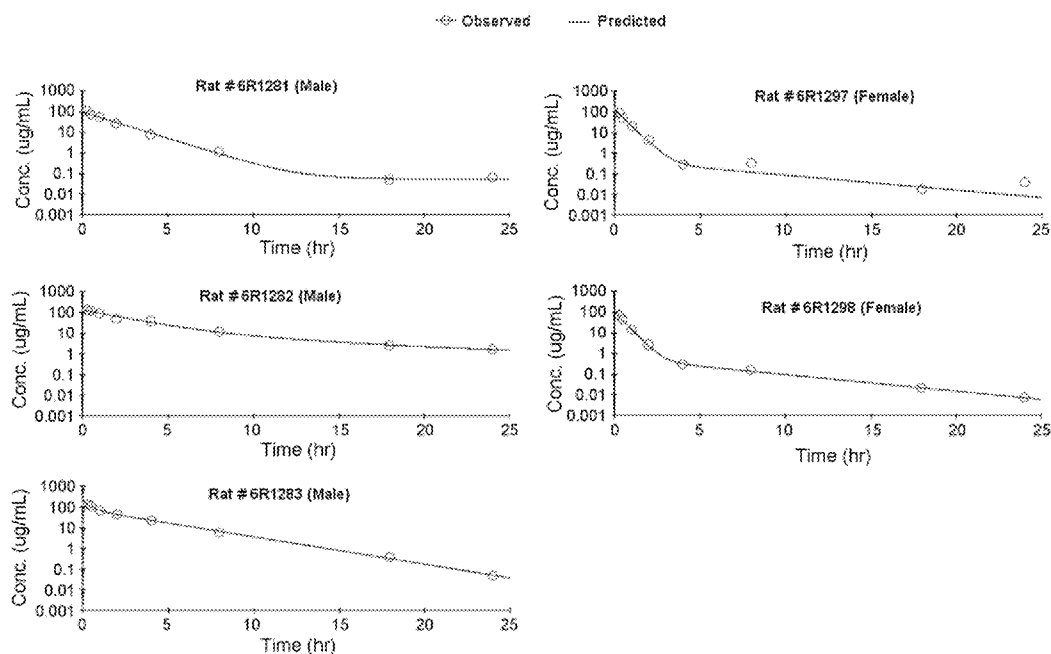 Observed
Predicted
Rat # 6R1281 (Male)
Conc. (ug/mL)
1000
100
10
1
0.1
0.01
0.001
0 5 10 15 20 25
Time (hr)
Rat # 6R1297 (Female)
Conc. (ug/mL)
1000
100
10
1
0.1
0.01
0.001
0 5 10 15 20 25
Time (hr)
Rat # 6R1282 (Male)
Conc. (ug/mL)
1000
100
10
1
0.1
0.01
0.001
0 5 10 15 20 25
Time (hr)
Rat # 6R1298 (Female)
Conc. (ug/mL)
1000
100
10
1
0.1
0.01
0.001
0 5 10 15 20 25
Time (hr)
Rat # 6R1283 (Male)
Conc. (ug/mL)
1000
100
10
1
0.1
0.01
0.001
0 5 10 15 20 25
Time (hr)